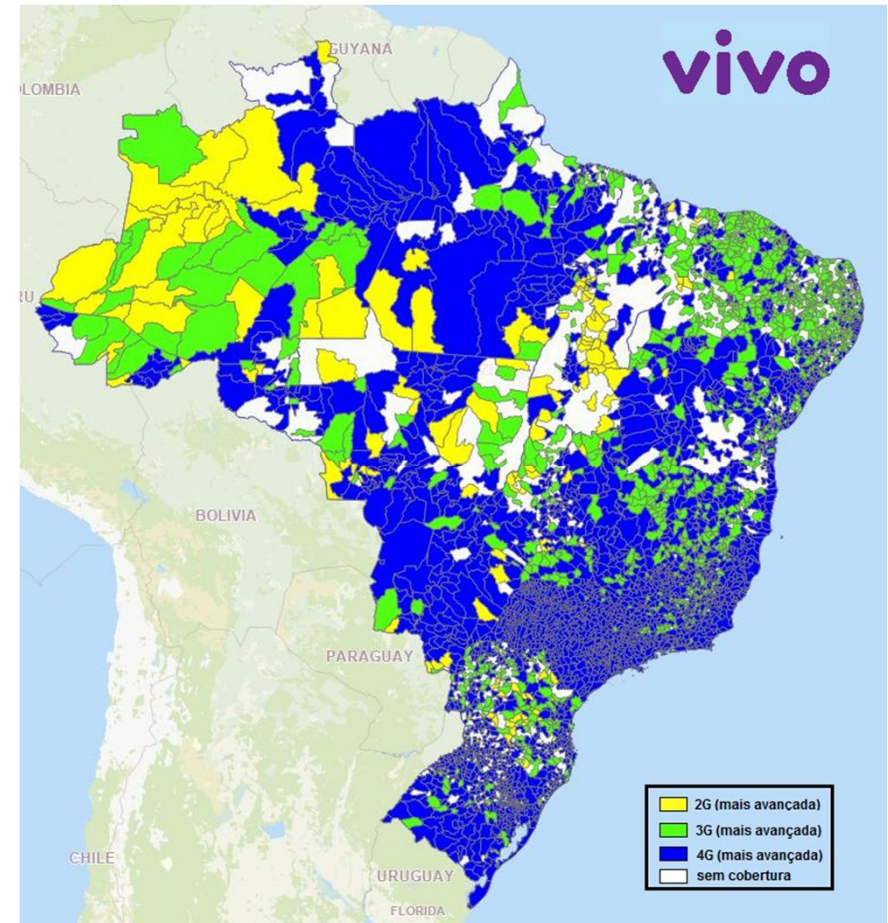 GUYANA
vivo
LOMBIA
RU
BOLIVIA
PARAGUAY
2G (mais avançada)
3G (mais avançada)
4G (mais avançada)
sem cobertura
CHILE
URUGUAY
FLORIDA